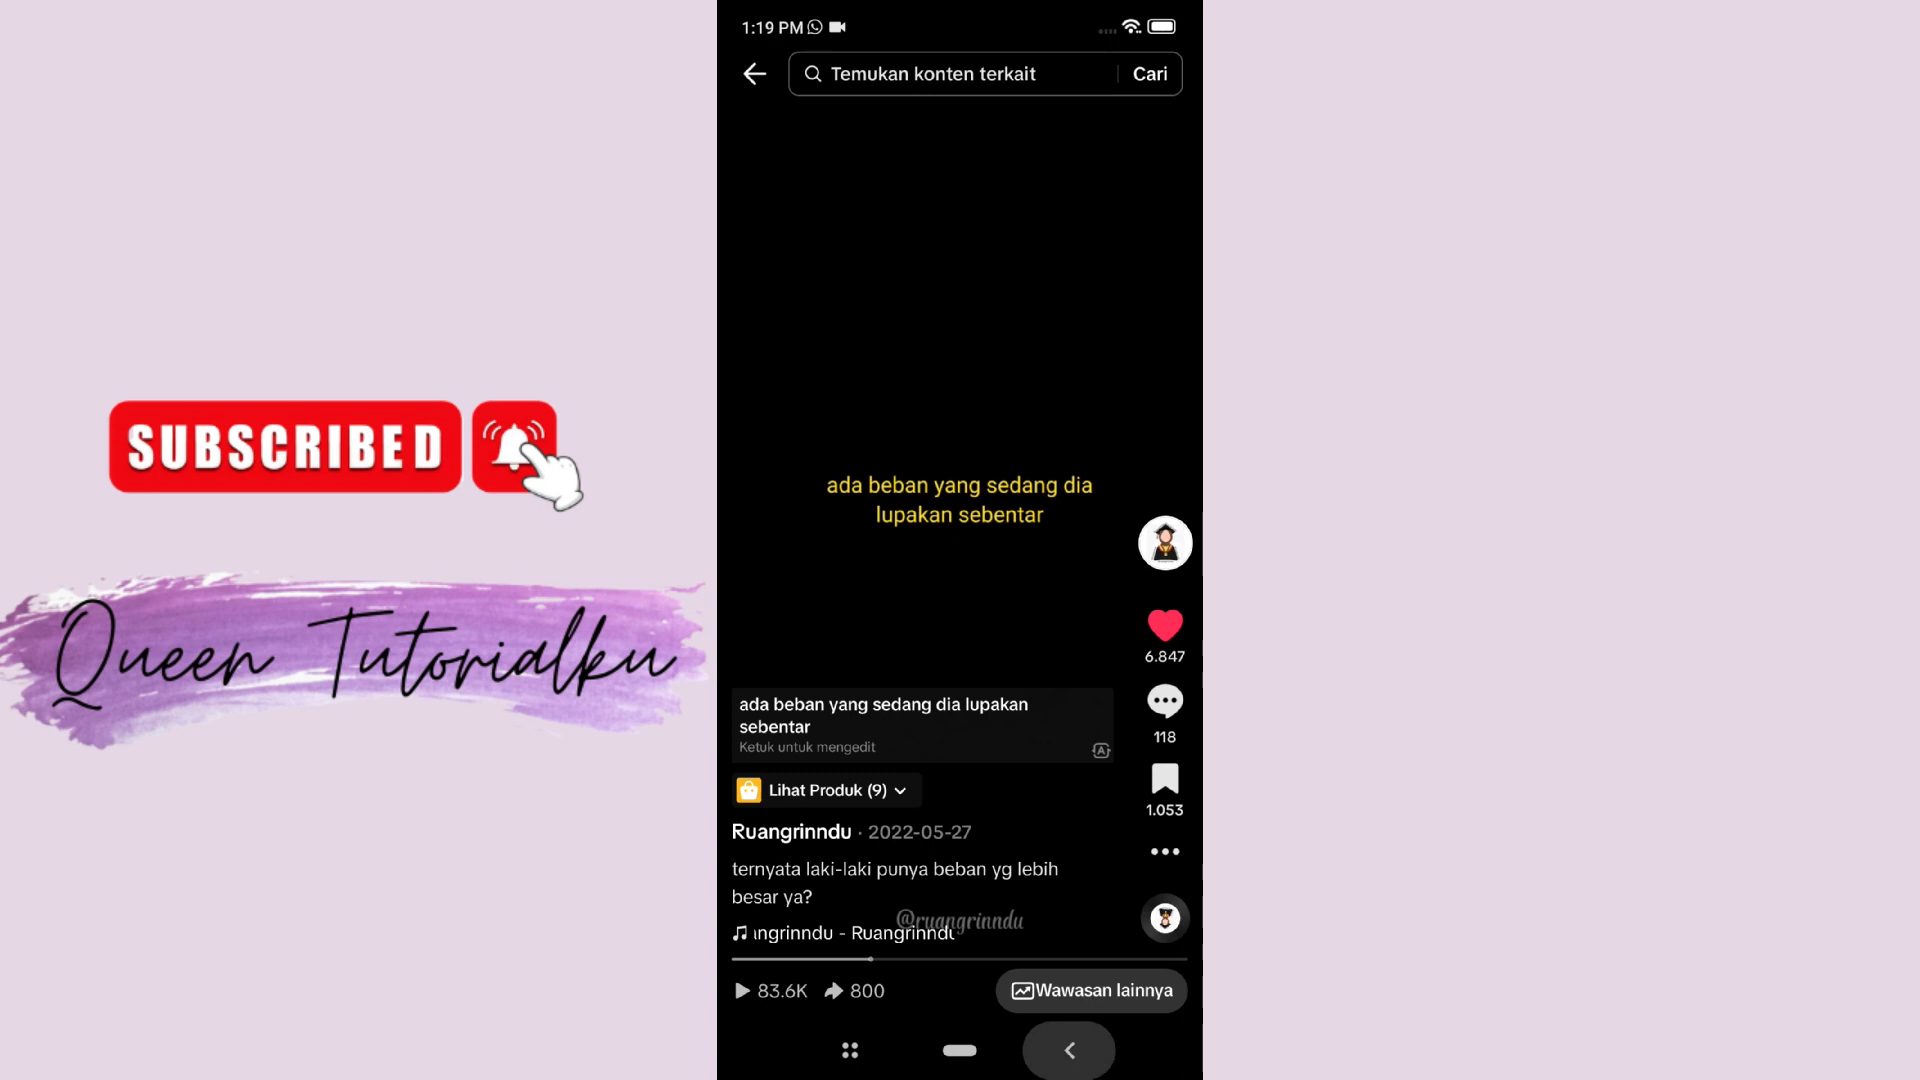 1:19 PM
Temukan konten terkait
Cari
SUBSCRIBED
Queen Tutorialku
ada beban yang sedang dia
lupakan sebentar
6.847
118
1.053
ada beban yang sedang dia lupakan
sebentar
Ketuk untuk mengedit
A
Lihat Produk (9)
Ruangrinndu · 2022-05-27
ternyata laki-laki punya beban yg lebih
besar ya?
@ruangrinndu
ngrinndu - Ruangrinndu
83.6K
800
Wawasan lainnya